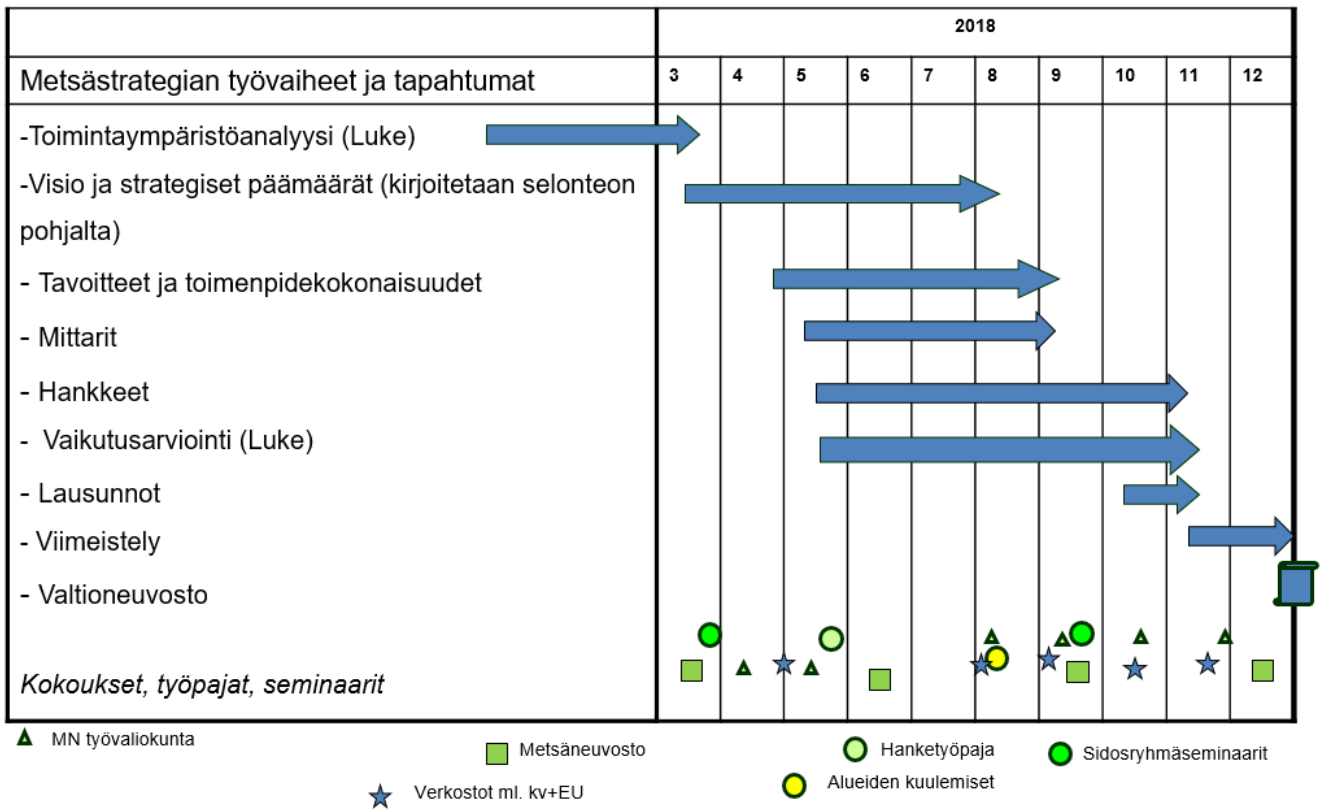 2018
Metsästrategian työvaiheet ja tapahtumat
3 4 5 6 7 8 9 10 11 12
-Toimintaympäristöanalyysi (Luke)
-Visio ja strategiset päämäärät (kirjoitetaan selonteon
pohjalta)
- Tavoitteet ja toimenpidekokonaisuudet
- Mittarit
- Hankkeet
- Vaikutusarviointi (Luke)
- Lausunnot
- Viimeistely
- Valtioneuvosto
Kokoukset, työpajat, seminaarit
MN työvaliokunta
Metsäneuvosto
Hanketyöpaja
Sidosryhmäseminaarit
Verkostot ml. kv+EU
Alueiden kuulemiset